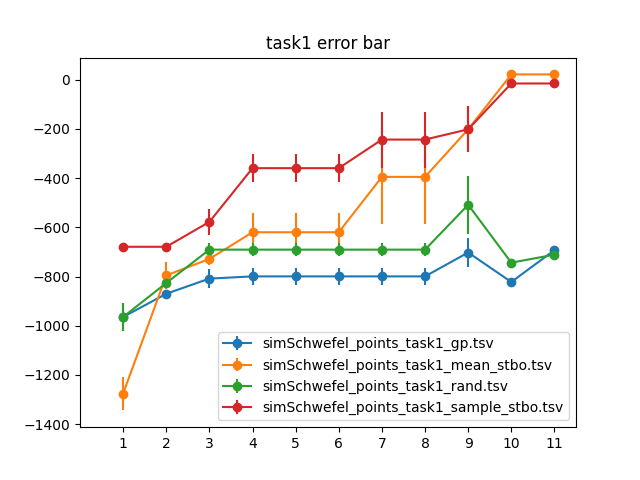 task1 error bar
0
−200
−400
−600
−800
−1000
−1200
−1400
simSchwefel_points_task1_gp.tsv
simSchwefel_points_task1_mean_stbo.tsv
simSchwefel_points_task1_rand.tsv
simSchwefel_points_task1_sample_stbo.tsv
1 2 3 4 5 6 7 8 9 10 11